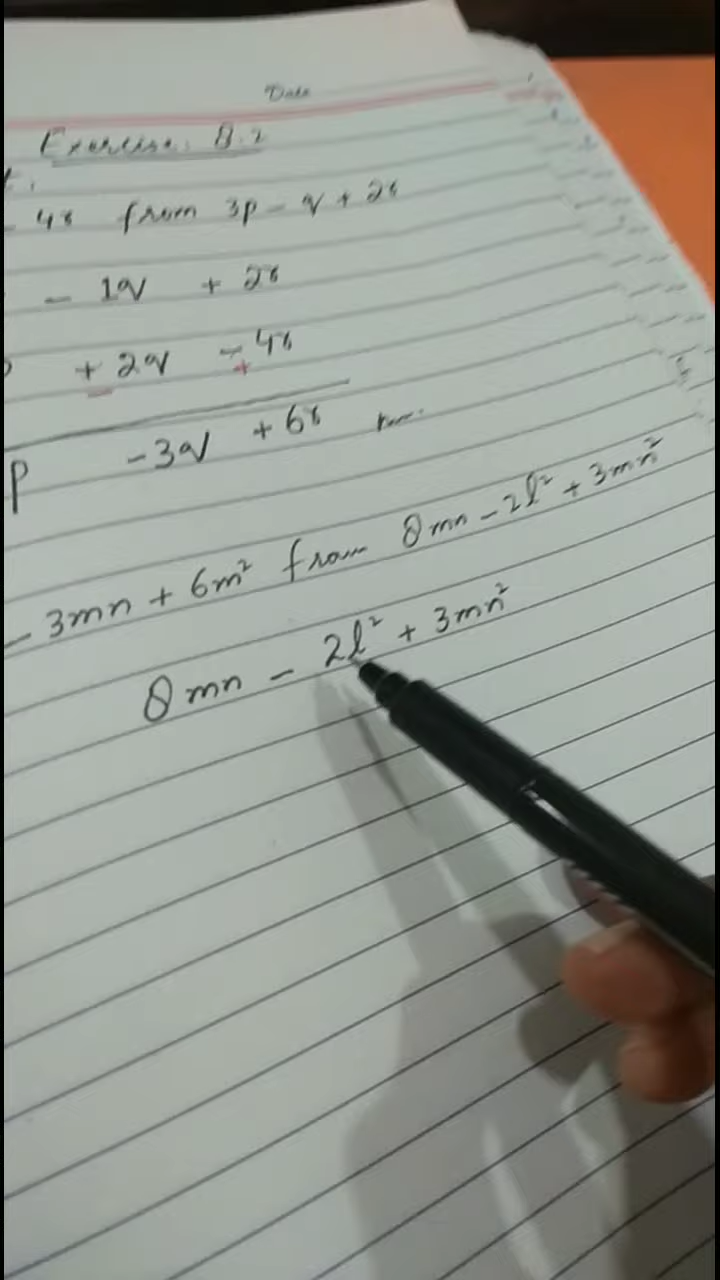 Date
Exercise: 8.2
- 4r from 3p - q + 2r
- 1q + 2r
+ 2q - 4r
- +
p - 3q + 6r
- 3mn + 6m² from 8mn - 2l² + 3mn²
8mn - 2l² + 3mn²